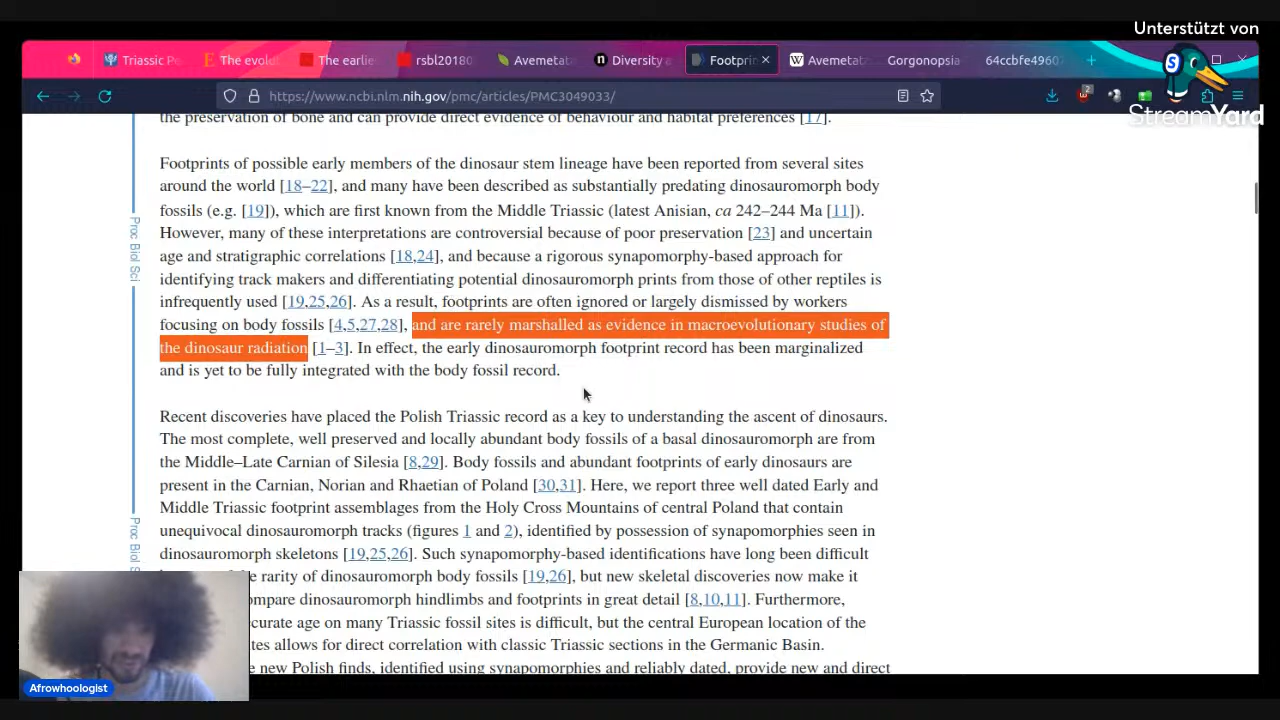 Unterstützt von
StreamYard
Triassic Pe
The evolu
The earlie
rsbl20180
Avemetata
Diversity a
Footprin
Avemetat
Gorgonopsia
64ccbfe4960
https://www.ncbi.nlm.nih.gov/pmc/articles/PMC3049033/
2
the preservation of bone and can provide direct evidence of behaviour and habitat preferences [17].
Footprints of possible early members of the dinosaur stem lineage have been reported from several sites
around the world [18–22], and many have been described as substantially predating dinosauromorph body
fossils (e.g. [19]), which are first known from the Middle Triassic (latest Anisian, ca 242–244 Ma [11]).
However, many of these interpretations are controversial because of poor preservation [23] and uncertain
age and stratigraphic correlations [18,24], and because a rigorous synapomorphy-based approach for
identifying track makers and differentiating potential dinosauromorph prints from those of other reptiles is
infrequently used [19,25,26]. As a result, footprints are often ignored or largely dismissed by workers
focusing on body fossils [4,5,27,28], and are rarely marshalled as evidence in macroevolutionary studies of
the dinosaur radiation [1–3]. In effect, the early dinosauromorph footprint record has been marginalized
and is yet to be fully integrated with the body fossil record.
Recent discoveries have placed the Polish Triassic record as a key to understanding the ascent of dinosaurs.
The most complete, well preserved and locally abundant body fossils of a basal dinosauromorph are from
the Middle–Late Carnian of Silesia [8,29]. Body fossils and abundant footprints of early dinosaurs are
present in the Carnian, Norian and Rhaetian of Poland [30,31]. Here, we report three well dated Early and
Middle Triassic footprint assemblages from the Holy Cross Mountains of central Poland that contain
unequivocal dinosauromorph tracks (figures 1 and 2), identified by possession of synapomorphies seen in
dinosauromorph skeletons [19,25,26]. Such synapomorphy-based identifications have long been difficult
rarity of dinosauromorph body fossils [19,26], but new skeletal discoveries now make it
ompare dinosauromorph hindlimbs and footprints in great detail [8,10,11]. Furthermore,
curate age on many Triassic fossil sites is difficult, but the central European location of the
tes allows for direct correlation with classic Triassic sections in the Germanic Basin.
new Polish finds, identified using synapomorphies and reliably dated, provide new and direct
Proc Biol Sci
Proc Biol S
Afrowhoologist